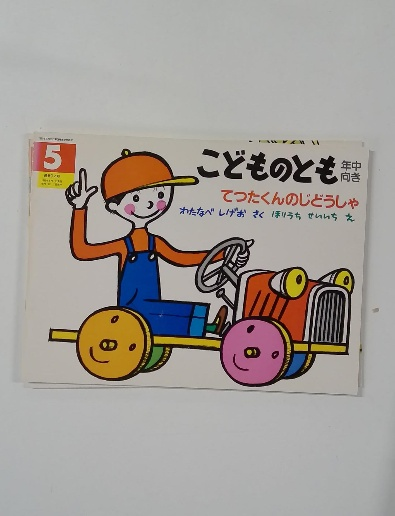 5
こどものとも 年中向き
てつたくんのじどうしゃ
わたなべ しげお さく ほりうち せいいち え